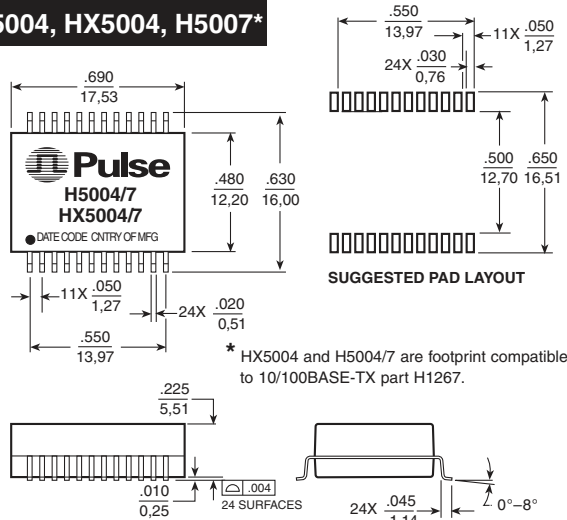 5004, HX5004, H5007*
.690
17,53
Pulse
H5004/7
HX5004/7
DATE CODE CNTRY OF MFG
.480
12,20
.630
16,00
11X .050
1,27
24X .020
0,51
.550
13,97
.550
13,97
11X .050
1,27
24X .030
0,76
.500
12,70
.650
16,51
SUGGESTED PAD LAYOUT
* HX5004 and H5004/7 are footprint compatible
to 10/100BASE-TX part H1267.
.225
5,51
.010
0,25
.004
24 SURFACES
24X .045
0°–8°